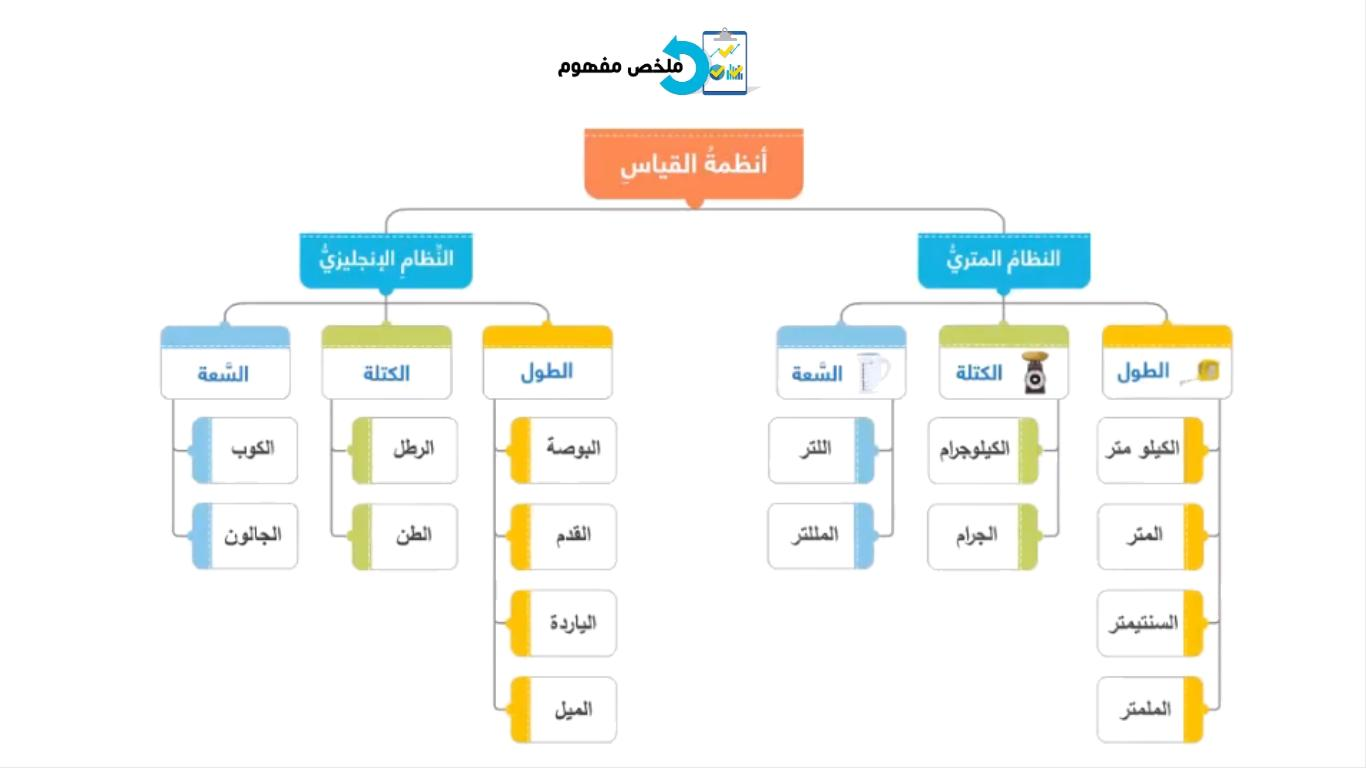 ملخص مفهوم
أنظمةُ القياسِ
النظامُ المتريُّ
النِّظامِ الإنجليزيُّ
الطول
الكتلة
السَّعة
الطول
الكتلة
السَّعة
الكيلو متر
الكيلوجرام
اللتر
البوصة
الرطل
الكوب
المتر
الجرام
المللتر
القدم
الطن
الجالون
السنتيمتر
الياردة
الملمتر
الميل